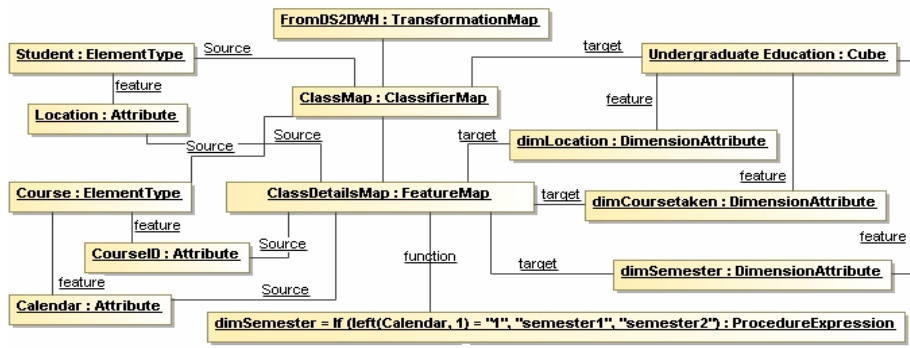 FromDS2DWH : TransformationMap
Student : ElementType
Source
target
Undergraduate Education : Cube
feature
ClassMap : ClassifierMap
feature
Location : Attribute
Source
Source
target
dimLocation : DimensionAttribute
feature
Course : ElementType
ClassDetailsMap : FeatureMap
target
dimCoursetaken : DimensionAttribute
feature
feature
CourseID : Attribute
Source
function
target
dimSemester : DimensionAttribute
feature
Source
Calendar : Attribute
dimSemester = If (left(Calendar, 1) = "1", "semester1", "semester2") : ProcedureExpression